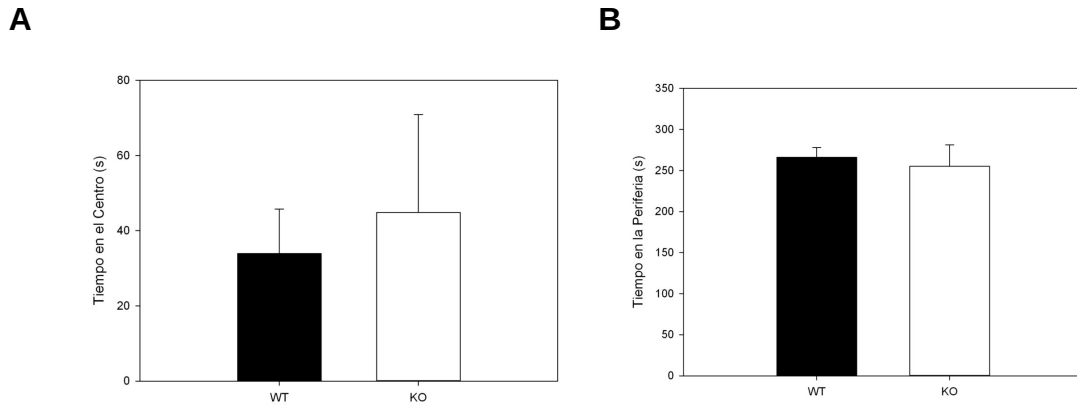 A
Tiempo en el Centro (s)
80
60
40
20
0
WT
KO
B
Tiempo en la Periferia (s)
350
300
250
200
150
100
50
0
WT
KO